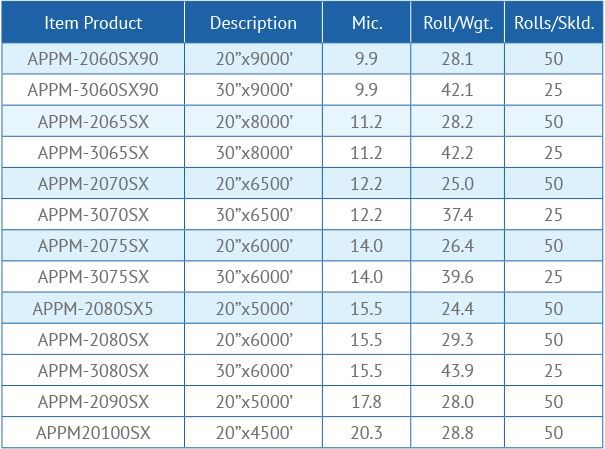 Item Product Description Mic. Roll/Wgt. Rolls/Skld.
APPM-2060SX90 20”x9000’ 9.9 28.1 50
APPM-3060SX90 30”x9000’ 9.9 42.1 25
APPM-2065SX 20”x8000’ 11.2 28.2 50
APPM-3065SX 30”x8000’ 11.2 42.2 25
APPM-2070SX 20”x6500’ 12.2 25.0 50
APPM-3070SX 30”x6500’ 12.2 37.4 25
APPM-2075SX 20”x6000’ 14.0 26.4 50
APPM-3075SX 30”x6000’ 14.0 39.6 25
APPM-2080SX5 20”x5000’ 15.5 24.4 50
APPM-2080SX 20”x6000’ 15.5 29.3 50
APPM-3080SX 30”x6000’ 15.5 43.9 25
APPM-2090SX 20”x5000’ 17.8 28.0 50
APPM20100SX 20”x4500’ 20.3 28.8 50